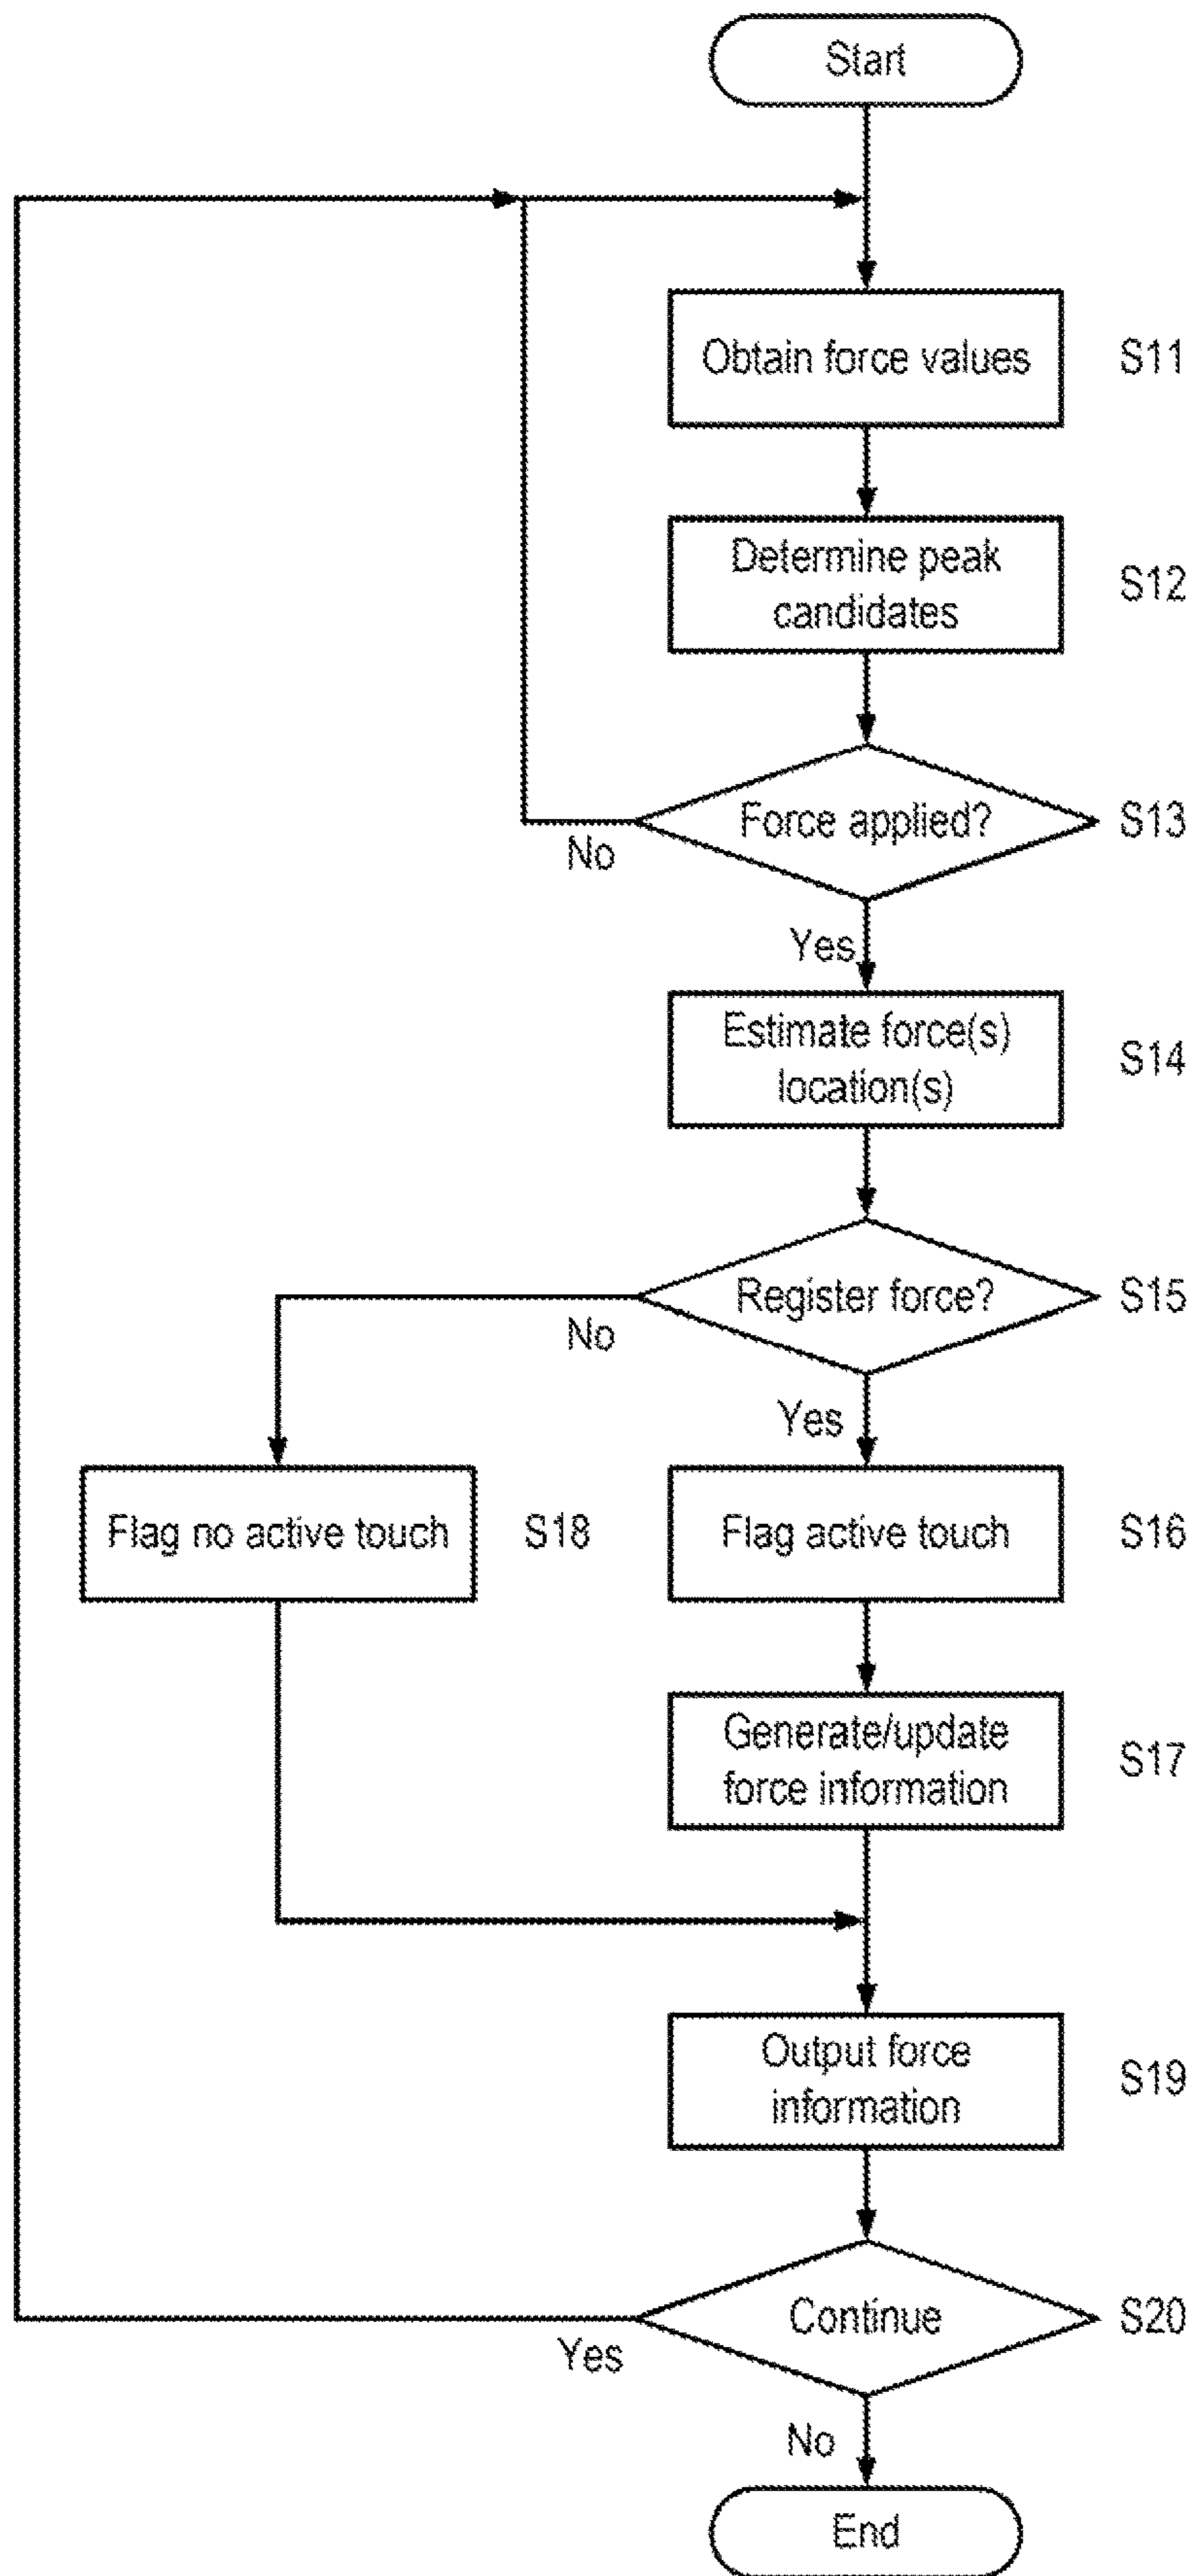 Start
Obtain force values
S11
Determine peak
candidates
S12
Force applied?
S13
No
Yes
Estimate force(s)
location(s)
S14
Register force?
S15
No
Yes
Flag no active touch
S18
Flag active touch
S16
Generate/update
force information
S17
Output force
information
S19
Continue
S20
Yes
No
End